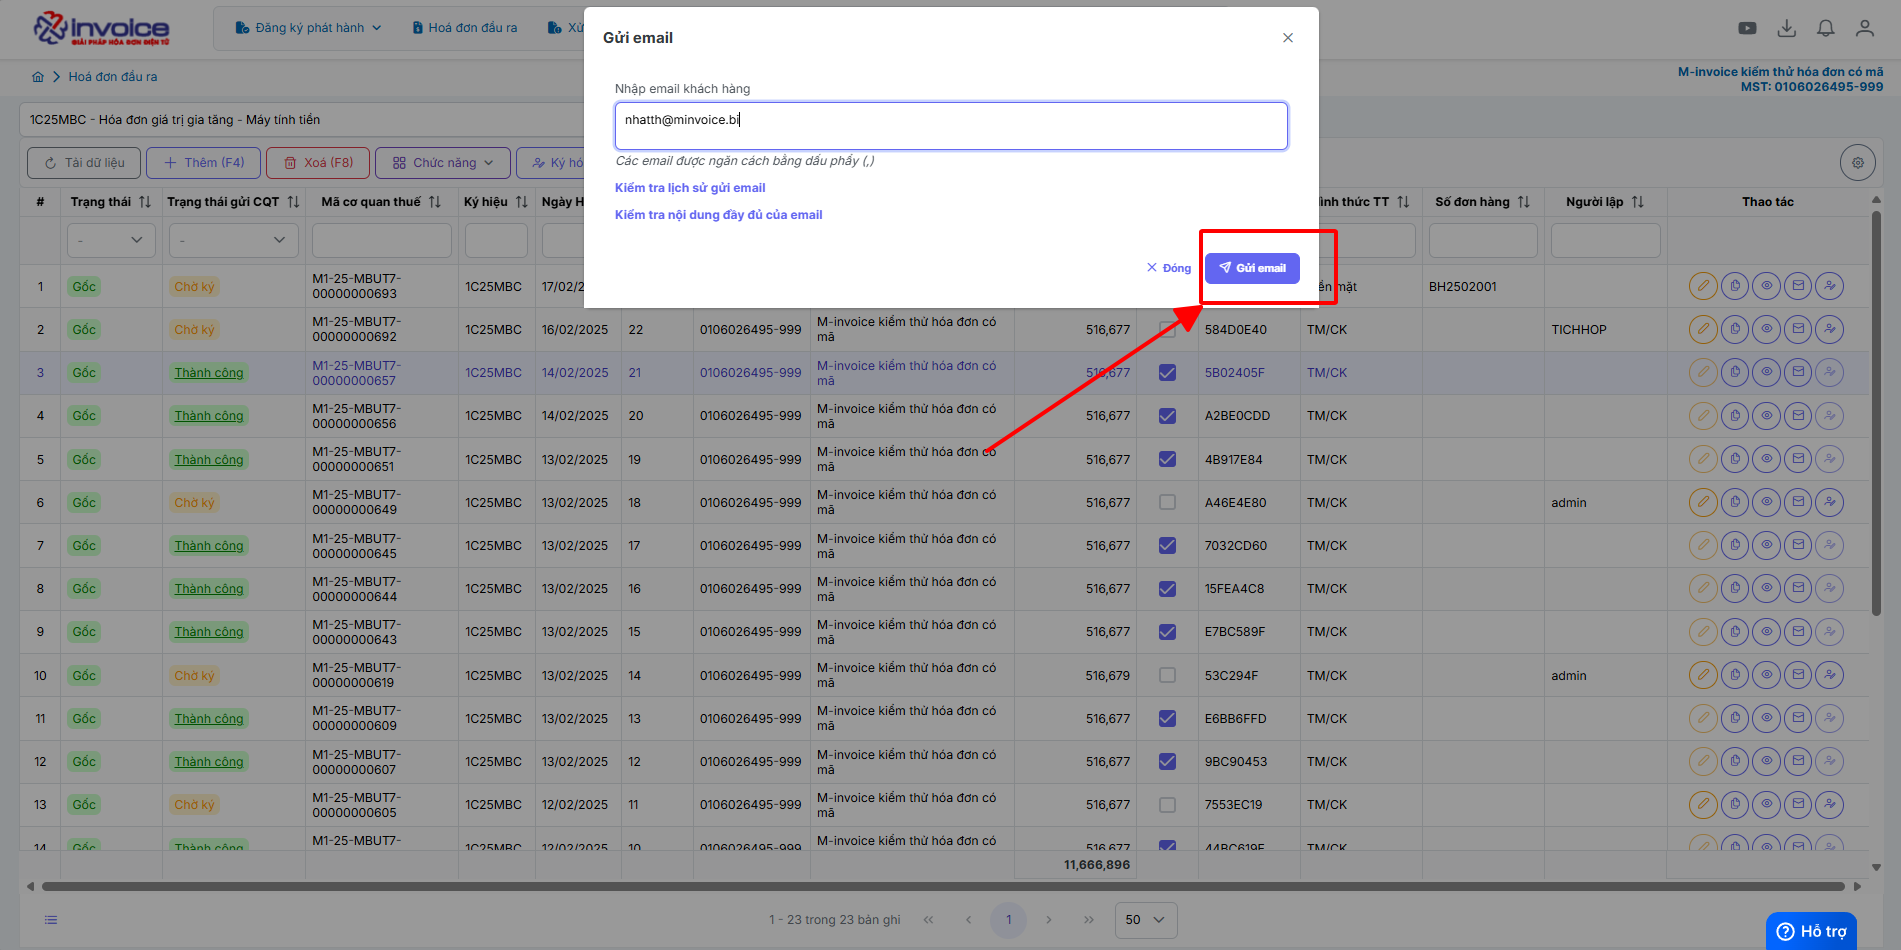 invoice
GIẢI PHÁP HÓA ĐƠN ĐIỆN TỬ
Đăng ký phát hành
Hoá đơn đầu ra
Xử
Hoá đơn đầu ra
M-invoice kiểm thử hóa đơn có mã
MST: 0106026495-999
1C25MBC - Hóa đơn giá trị gia tăng - Máy tính tiền
Tải dữ liệu
Thêm (F4)
Xoá (F8)
Chức năng
Gửi email
Nhập email khách hàng
nhatth@minvoice.bi
Các email được ngăn cách bằng dấu phẩy (,)
Kiểm tra lịch sử gửi email
Kiểm tra nội dung đầy đủ của email
Đóng
Gửi email
# Trạng thái Trạng thái gửi CQT Mã cơ quan thuế Ký hiệu Ngày H ình thức TT Số đơn hàng Người lập Thao tác
- -
1 Gốc Chờ ký M1-25-MBUT7-00000000693 1C25MBC 17/02/2 ền mặt BH2502001
2 Gốc Chờ ký M1-25-MBUT7-00000000692 1C25MBC 16/02/2025 22 0106026495-999 M-invoice kiểm thử hóa đơn có mã 516,677 584D0E40 TM/CK TICHHOP
3 Gốc Thành công M1-25-MBUT7-00000000657 1C25MBC 14/02/2025 21 0106026495-999 M-invoice kiểm thử hóa đơn có mã 516,677 5B02405F TM/CK
4 Gốc Thành công M1-25-MBUT7-00000000656 1C25MBC 14/02/2025 20 0106026495-999 M-invoice kiểm thử hóa đơn có mã 516,677 A2BE0CDD TM/CK
5 Gốc Thành công M1-25-MBUT7-00000000651 1C25MBC 13/02/2025 19 0106026495-999 M-invoice kiểm thử hóa đơn có mã 516,677 4B917E84 TM/CK
6 Gốc Chờ ký M1-25-MBUT7-00000000649 1C25MBC 13/02/2025 18 0106026495-999 M-invoice kiểm thử hóa đơn có mã 516,677 A46E4E80 TM/CK admin
7 Gốc Thành công M1-25-MBUT7-00000000645 1C25MBC 13/02/2025 17 0106026495-999 M-invoice kiểm thử hóa đơn có mã 516,677 7032CD60 TM/CK
8 Gốc Thành công M1-25-MBUT7-00000000644 1C25MBC 13/02/2025 16 0106026495-999 M-invoice kiểm thử hóa đơn có mã 516,677 15FEA4C8 TM/CK
9 Gốc Thành công M1-25-MBUT7-00000000643 1C25MBC 13/02/2025 15 0106026495-999 M-invoice kiểm thử hóa đơn có mã 516,677 E7BC589F TM/CK
10 Gốc Chờ ký M1-25-MBUT7-00000000619 1C25MBC 13/02/2025 14 0106026495-999 M-invoice kiểm thử hóa đơn có mã 516,679 53C294F TM/CK admin
11 Gốc Thành công M1-25-MBUT7-00000000609 1C25MBC 13/02/2025 13 0106026495-999 M-invoice kiểm thử hóa đơn có mã 516,677 E6BB6FFD TM/CK
12 Gốc Thành công M1-25-MBUT7-00000000607 1C25MBC 13/02/2025 12 0106026495-999 M-invoice kiểm thử hóa đơn có mã 516,677 9BC90453 TM/CK
13 Gốc Chờ ký M1-25-MBUT7-00000000605 1C25MBC 12/02/2025 11 0106026495-999 M-invoice kiểm thử hóa đơn có mã 516,677 7553EC19 TM/CK
14 Gốc Thành công M1-25-MBUT7- 1C25MBC 12/02/2025 10 0106026495-999 M-invoice kiểm thử hóa đơn có 516,677 44BC619F TM/CK
11,666,896
1 - 23 trong 23 bản ghi
1
50
Hỗ trợ